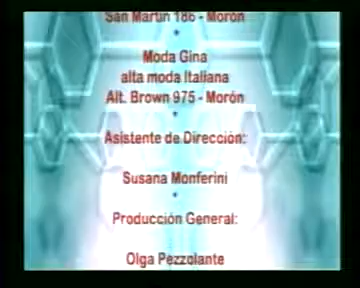 San Martín 186 - Morón
*
Moda Gina
alta moda Italiana
Alt. Brown 975 - Morón
*
Asistente de Dirección:
Susana Monferini
*
Producción General:
Olga Pezzolante